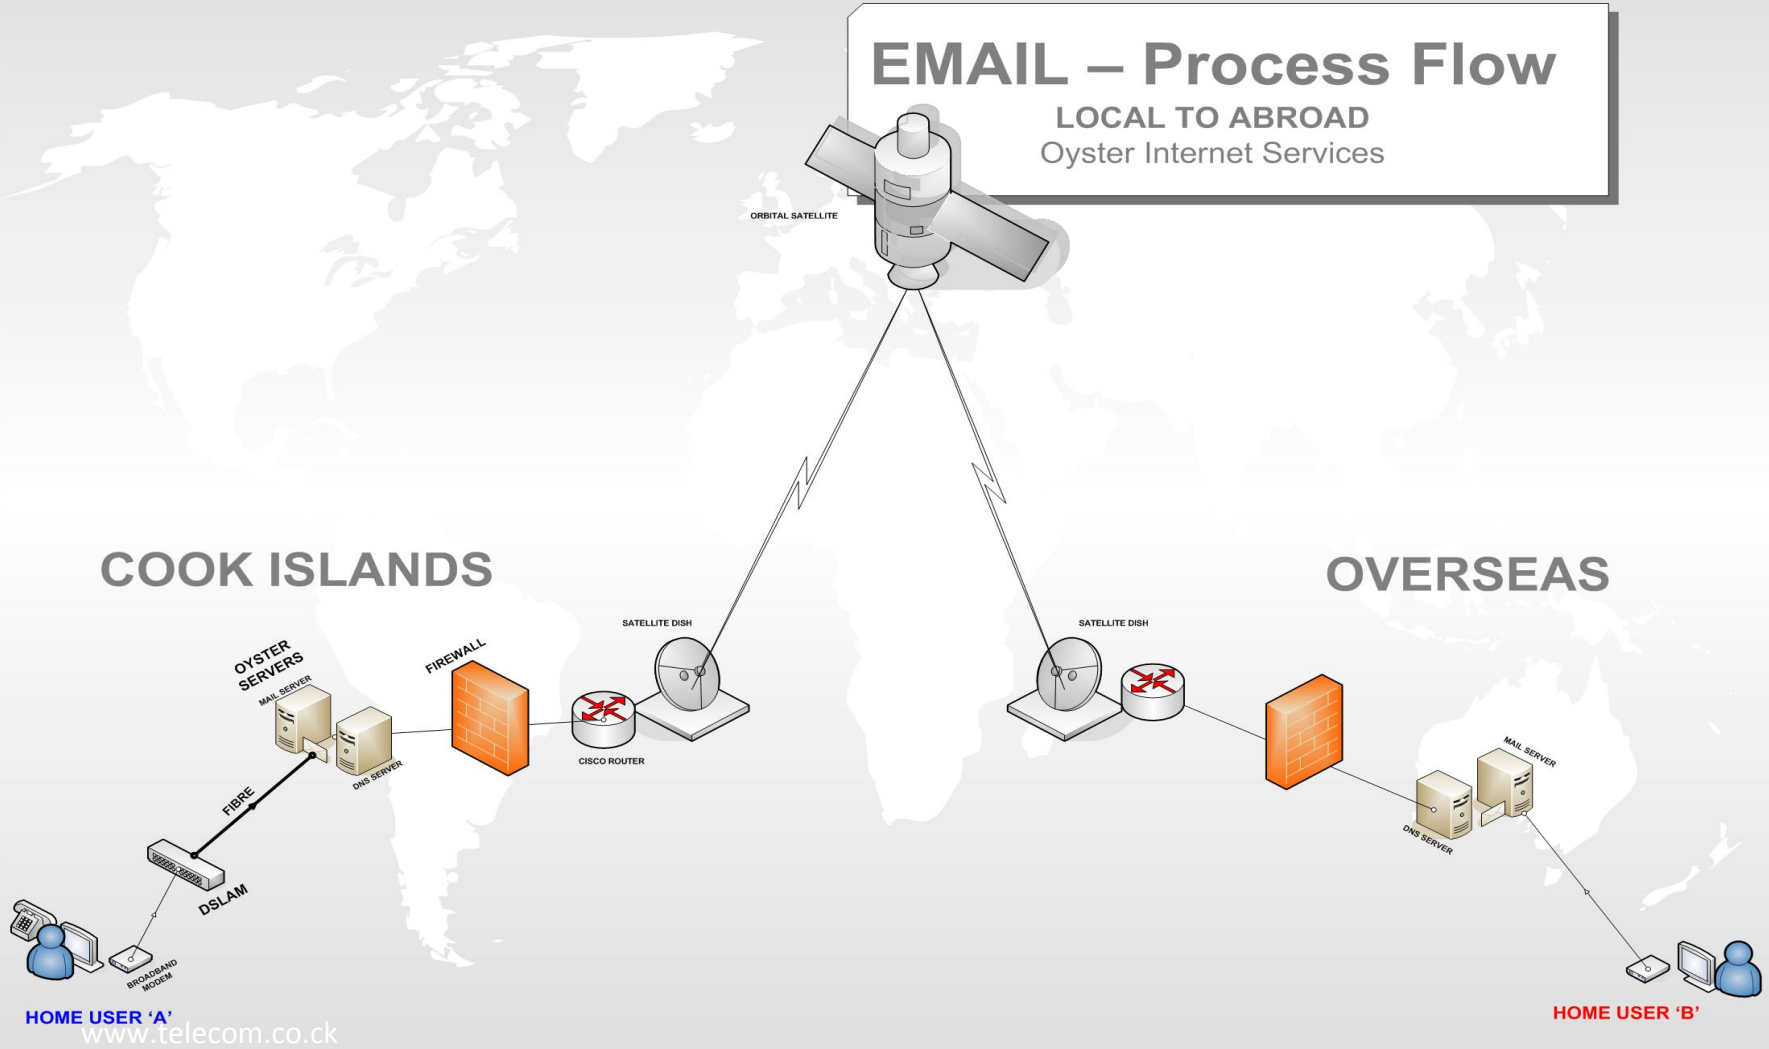 EMAIL – Process Flow
LOCAL TO ABROAD
Oyster Internet Services
ORBITAL SATELLITE
COOK ISLANDS
OVERSEAS
SATELLITE DISH
SATELLITE DISH
OYSTER
SERVERS
MAIL SERVER
FIREWALL
DNS SERVER
CISCO ROUTER
MAIL SERVER
DNS SERVER
FIBRE
DSLAM
BROADBAND
MODEM
HOME USER ‘A’
HOME USER ‘B’
www.telecom.co.ck